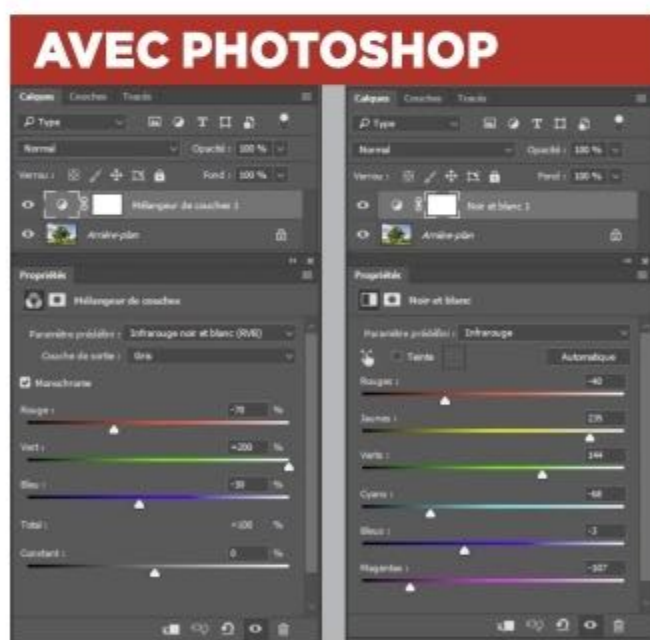 AVEC PHOTOSHOP
Calques Couches Tracés
Type
Normal Opacité : 100 %
Verrou : Fond : 100 %
Mélangeur de couches 1
Arrière-plan
Propriétés
Mélangeur de couches
Paramètre prédéfini : Infrarouge noir et blanc (RVB)
Couche de sortie : Gris
Monochrome
Rouge : -70 %
Vert : +200 %
Bleu : -30 %
Total : +100 %
Constant : 0 %
Calques Couches Tracés
Type
Normal Opacité : 100 %
Verrou : Fond : 100 %
Noir et blanc 1
Arrière-plan
Propriétés
Noir et blanc
Paramètre prédéfini : Infrarouge
Teinte Automatique
Rouges : -40
Jaunes : 235
Verts : 144
Cyans : -68
Bleus : -3
Magentas : -107